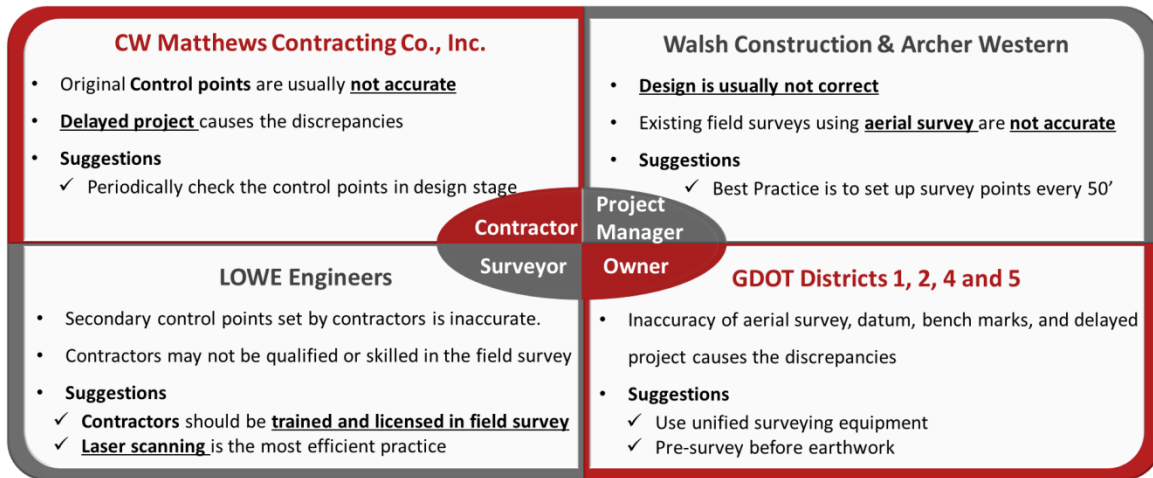 CW Matthews Contracting Co., Inc.
• Original Control points are usually not accurate
• Delayed project causes the discrepancies
• Suggestions
✓ Periodically check the control points in design stage
Walsh Construction & Archer Western
• Design is usually not correct
• Existing field surveys using aerial survey are not accurate
• Suggestions
✓ Best Practice is to set up survey points every 50’
Contractor
Project
Manager
Surveyor
Owner
LOWE Engineers
• Secondary control points set by contractors is inaccurate.
• Contractors may not be qualified or skilled in the field survey
• Suggestions
✓ Contractors should be trained and licensed in field survey
✓ Laser scanning is the most efficient practice
GDOT Districts 1, 2, 4 and 5
• Inaccuracy of aerial survey, datum, bench marks, and delayed
project causes the discrepancies
• Suggestions
✓ Use unified surveying equipment
✓ Pre-survey before earthwork